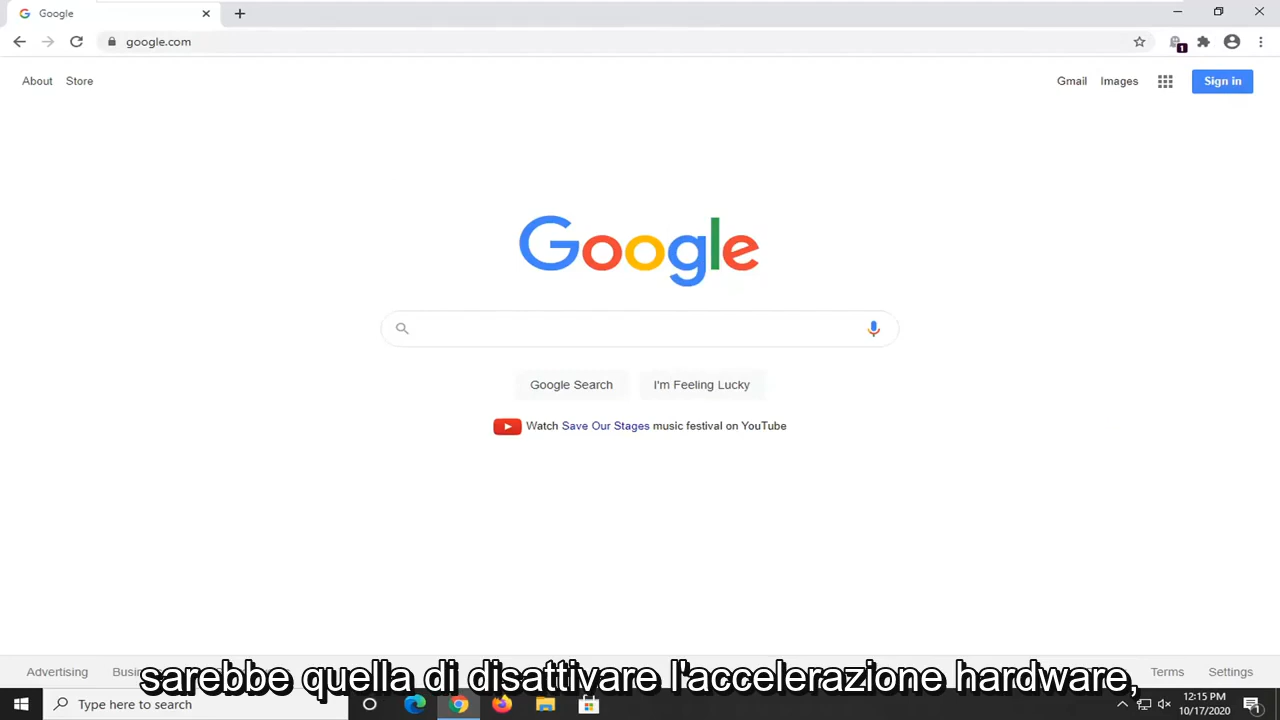 Google
google.com
About Store
Gmail Images Sign in
Google
Google Search I'm Feeling Lucky
Watch Save Our Stages music festival on YouTube
Advertising
Terms Settings
sarebbe quella di disattivare l'accelerazione hardware,
Type here to search
12:15 PM
10/17/2020
1
1